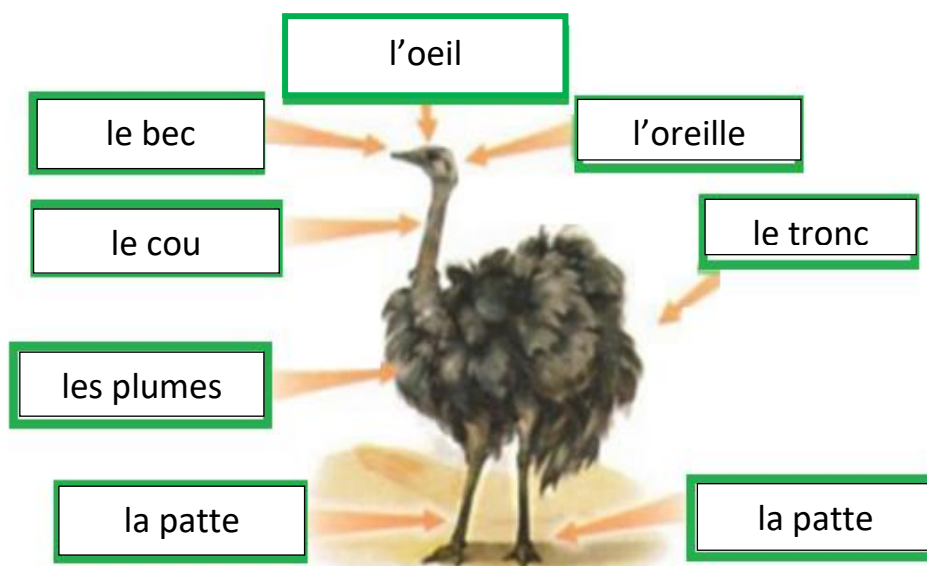 l’oeil
le bec
l’oreille
le cou
le tronc
les plumes
la patte
la patte